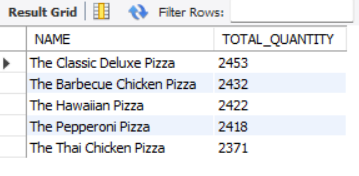 Result Grid Filter Rows:
NAME TOTAL_QUANTITY
The Classic Deluxe Pizza 2453
The Barbecue Chicken Pizza 2432
The Hawaiian Pizza 2422
The Pepperoni Pizza 2418
The Thai Chicken Pizza 2371